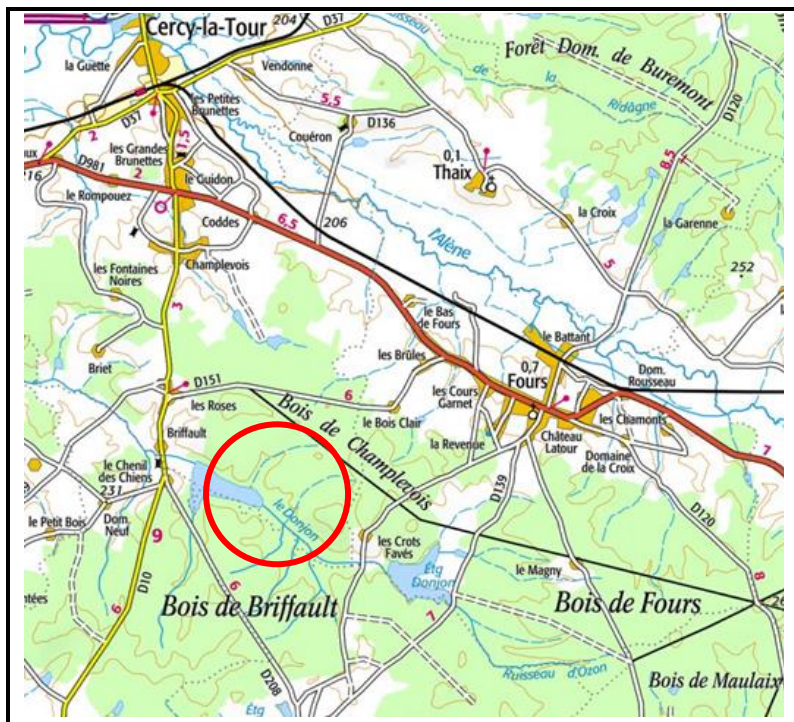 Cercy-la-Tour
204
D37
Ruisseau
de
la
Ridâgne
Forêt Dom. de Buremont
D120
la Guette
Vendonne
5,5
D136
Couéron
les Petites
Brunettes
D37
2
1,5
les Grandes
Brunettes
D981
2
le Guidon
le Rompouez
Coddes
6,5
206
0,1
Thaix
8,5
la Croix
la Garenne
5
252
l'Alène
les Fontaines
Noires
Champlevois
3
Briet
le Bas
de Fours
les Brûles
le Battant
0,7
Fours
Dom.
Rousseau
D151
6
les Roses
le Bois Clair
les Cours
Garnet
la Revenue
Château
Latour
les Chamonts
Domaine
de la Croix
7
Briffault
Bois de Champlevois
le Chenil
des Chiens
231
Dom.
Neuf
le Petit Bois
9
le Donjon
D139
D120
les Crots
Favés
Étg
Donjon
le Magny
8
6
D10
6
Bois de Briffault
7
Bois de Fours
Ruisseau d'Ozon
Bois de Maulaix
D208
Étg